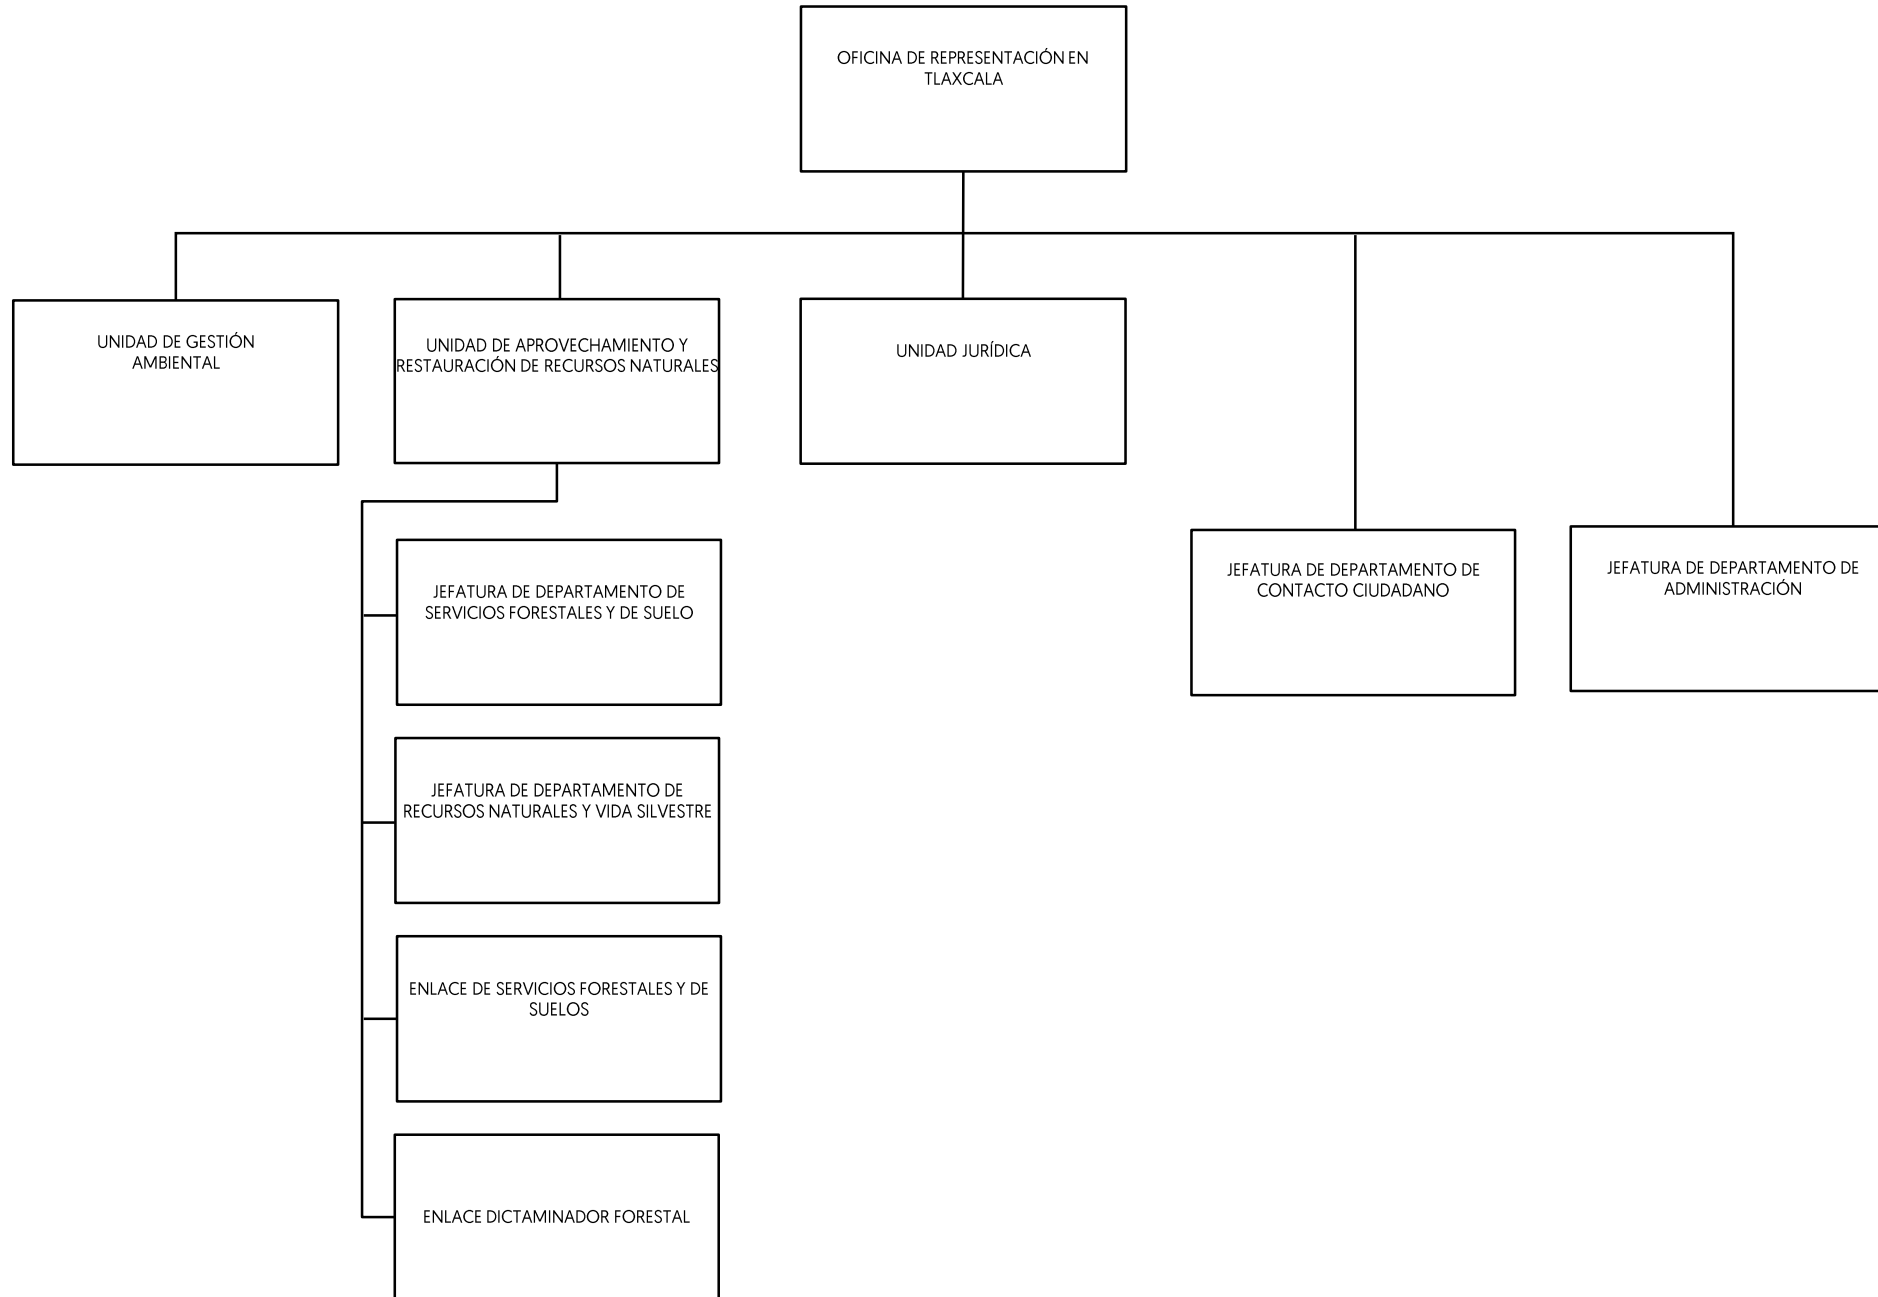 OFICINA DE REPRESENTACIÓN EN
TLAXCALA
UNIDAD DE GESTIÓN
AMBIENTAL
UNIDAD DE APROVECHAMIENTO Y
RESTAURACIÓN DE RECURSOS NATURALES
UNIDAD JURÍDICA
JEFATURA DE DEPARTAMENTO DE
SERVICIOS FORESTALES Y DE SUELO
JEFATURA DE DEPARTAMENTO DE
CONTACTO CIUDADANO
JEFATURA DE DEPARTAMENTO DE
ADMINISTRACIÓN
JEFATURA DE DEPARTAMENTO DE
RECURSOS NATURALES Y VIDA SILVESTRE
ENLACE DE SERVICIOS FORESTALES Y DE
SUELOS
ENLACE DICTAMINADOR FORESTAL